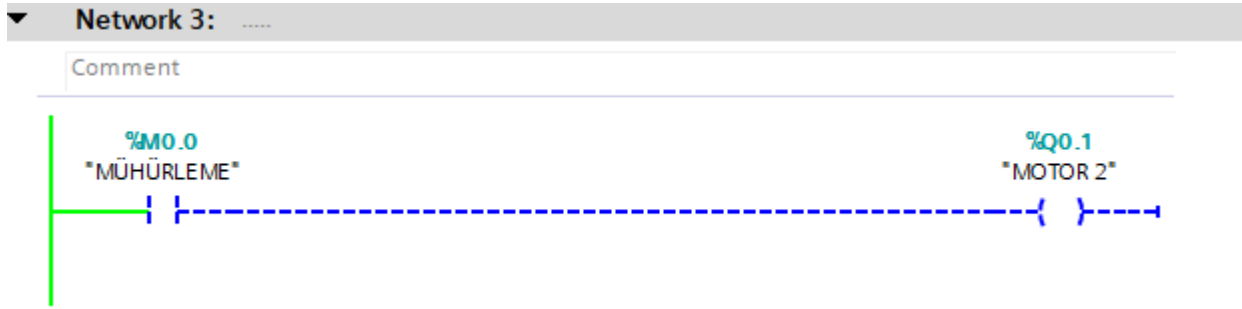 Network 3: .....
Comment
%M0.0 %Q0.1
"MÜHÜRLEME" "MOTOR 2"